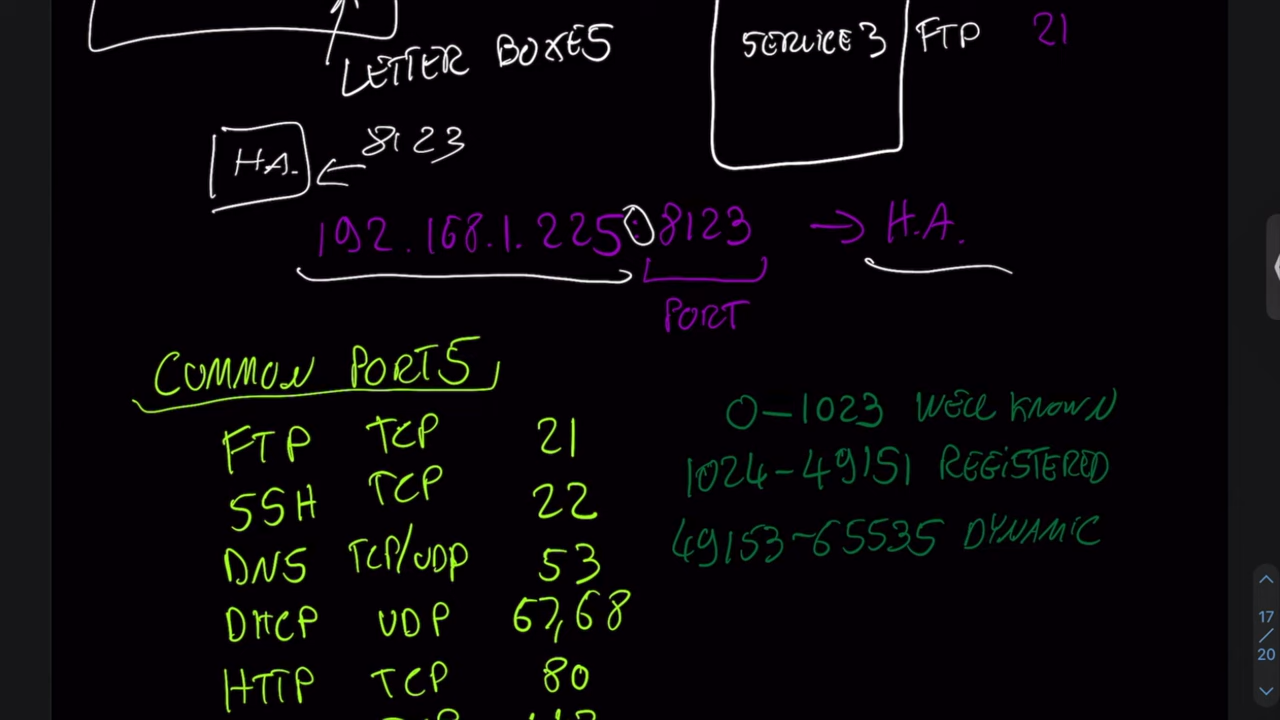 LETTER BOXES
SERVICE 3 FTP 21
H.A. ← 8123
192.168.1.225:8123 → H.A.
PORT
COMMON PORTS
FTP TCP 21
SSH TCP 22
DNS TCP/UDP 53
DHCP UDP 67,68
HTTP TCP 80
0-1023 WELL KNOWN
1024-49151 REGISTERED
49153-65535 DYNAMIC
17
/
20